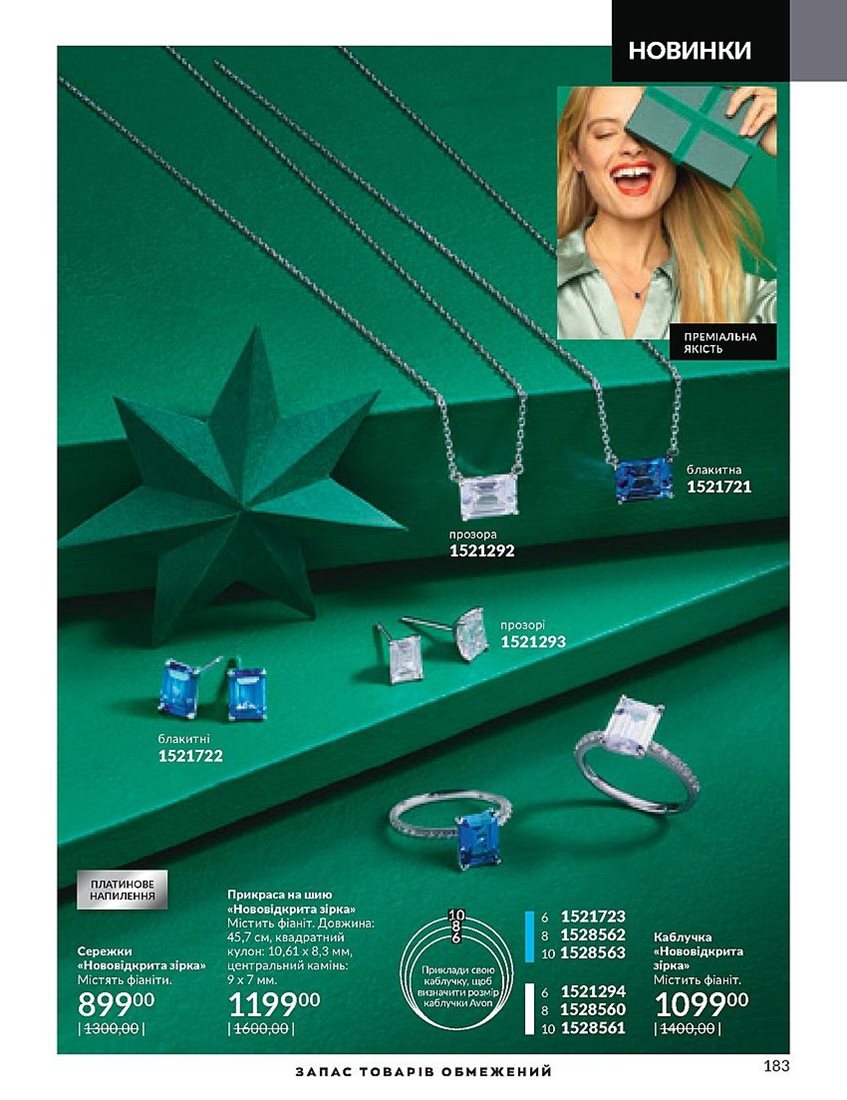 НОВИНКИ
ПРЕМІАЛЬНА
ЯКІСТЬ
блакитна
1521721
прозора
1521292
прозорі
1521293
блакитні
1521722
ПЛАТИНОВЕ
НАПИЛЕННЯ
Сережки
«Нововідкрита зірка»
Містять фіаніти.
899 00
|1300,00|
Прикраса на шию
«Нововідкрита зірка»
Містить фіаніт. Довжина:
45,7 см, квадратний
кулон: 10,61 х 8,3 мм,
центральний камінь:
9 х 7 мм.
1199 00
|1600,00|
10
8
6
Приклади свою
каблучку, щоб
визначити розмір
каблучки Avon
6 1521723
8 1528562
10 1528563
6 1521294
8 1528560
10 1528561
Каблучка
«Нововідкрита
зірка»
Містить фіаніт.
1099 00
|1400,00|
ЗАПАС ТОВАРІВ ОБМЕЖЕНИЙ
183